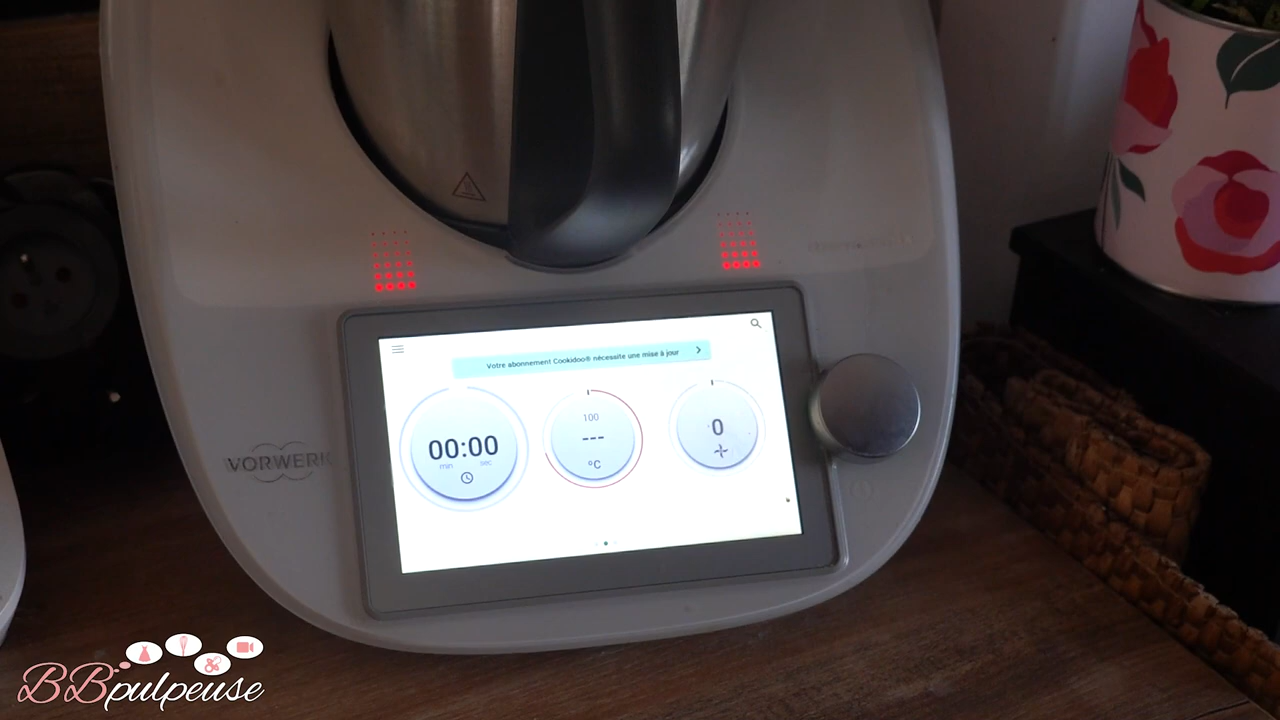 Votre abonnement Cookidoo® nécessite une mise à jour
00:00
min sec
100
---
°C
0
VORWERK
BBpulpeuse